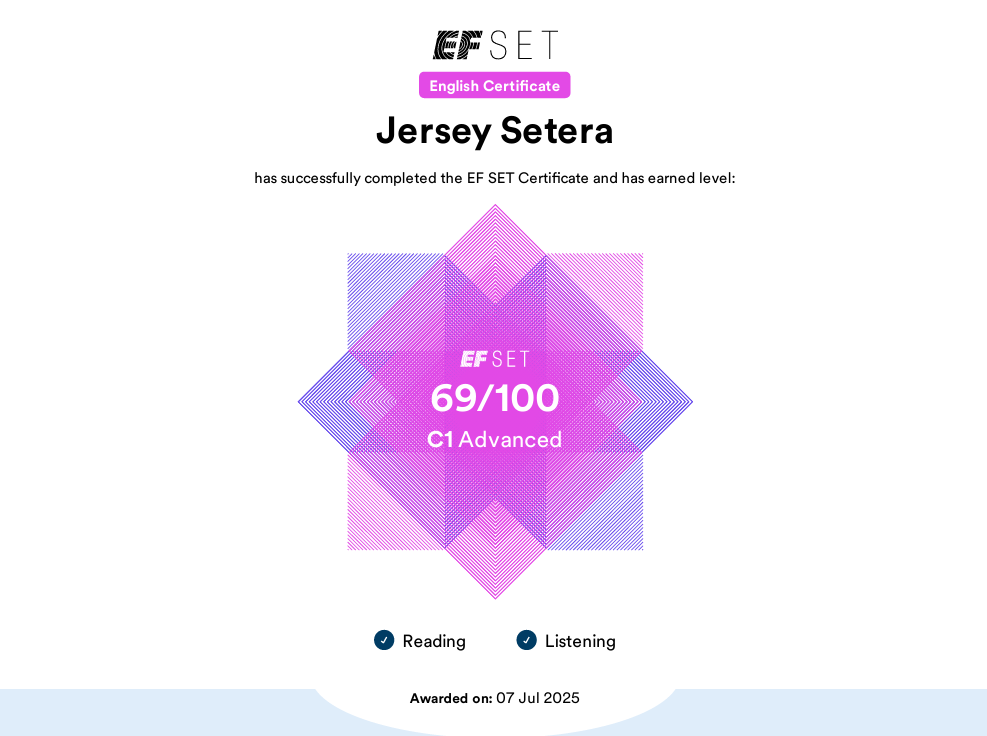 EF SET
English Certificate
Jersey Setera
has successfully completed the EF SET Certificate and has earned level:
EF SET
69/100
C1 Advanced
Reading Listening
Awarded on: 07 Jul 2025